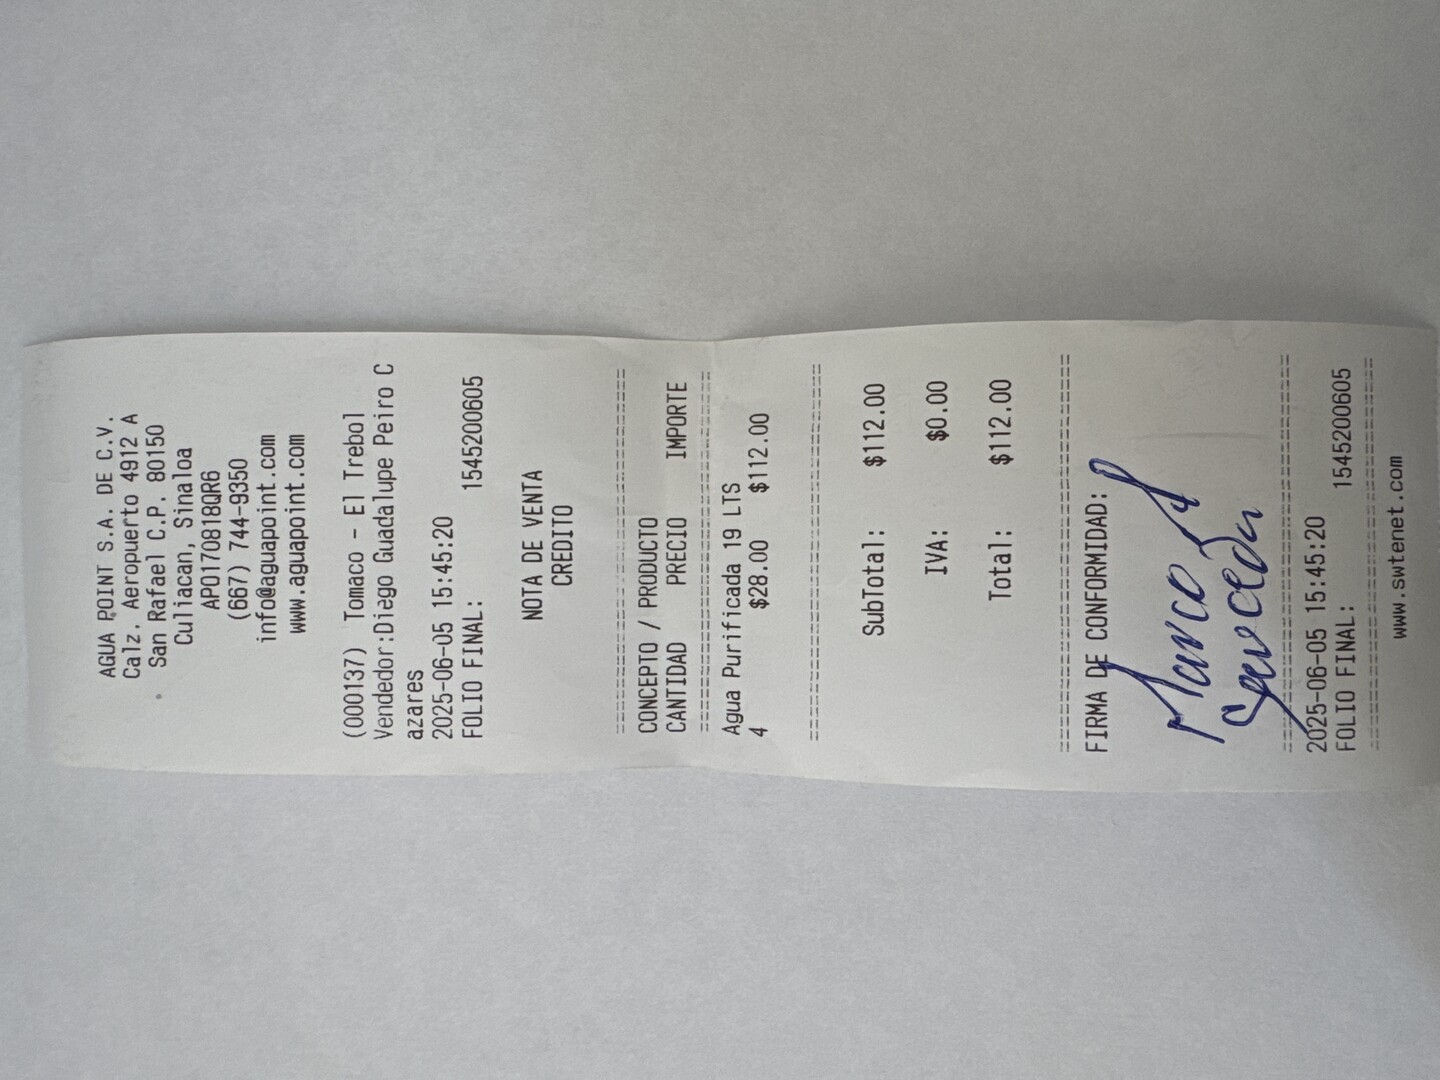 AGUA POINT S.A. DE C.V.
Calz. Aeropuerto 4912 A
San Rafael C.P. 80150
Culiacan, Sinaloa
APO170818QR6
(667) 744-9350
info@aguapoint.com
www.aguapoint.com
(000137) Tomaco - El Trebol
Vendedor:Diego Guadalupe Peiro C
azares
2025-06-05 15:45:20
FOLIO FINAL: 1545200605
NOTA DE VENTA
CREDITO
================================
CONCEPTO / PRODUCTO
CANTIDAD PRECIO IMPORTE
================================
Agua Purificada 19 LTS
4 $28.00 $112.00
================================
SubTotal: $112.00
IVA: $0.00
Total: $112.00
================================
FIRMA DE CONFORMIDAD:
Marco A
================================
2025-06-05 15:45:20
FOLIO FINAL: 1545200605
================================
www.swtenet.com